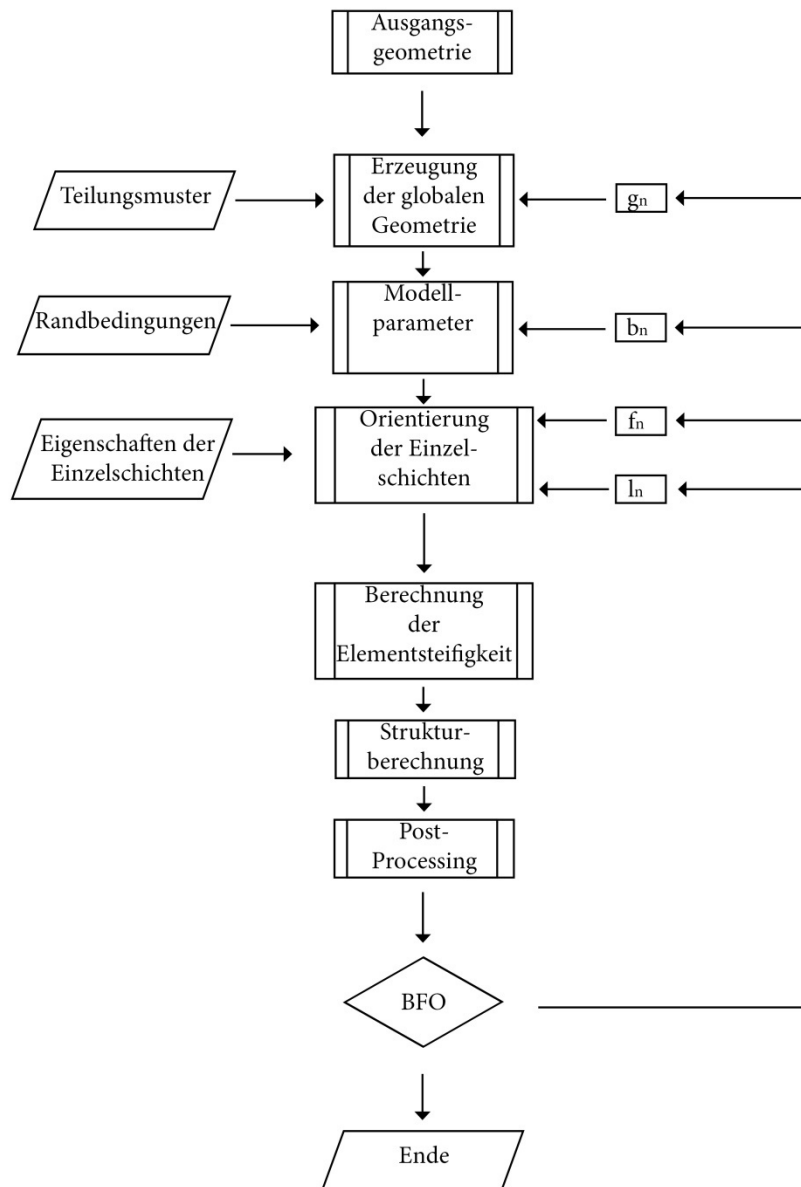 Ausgangs-
geometrie
Teilungsmuster
Erzeugung
der globalen
Geometrie
gn
Randbedingungen
Modell-
parameter
bn
Eigenschaften der
Einzelschichten
Orientierung
der Einzel-
schichten
fn
ln
Berechnung
der
Elementsteifigkeit
Struktur-
berechnung
Post-
Processing
BFO
Ende